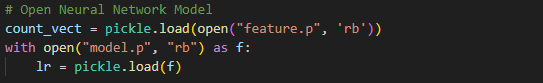 # Open Neural Network Model
count_vect = pickle.load(open("feature.p", 'rb'))
with open("model.p", "rb") as f:
    lr = pickle.load(f)